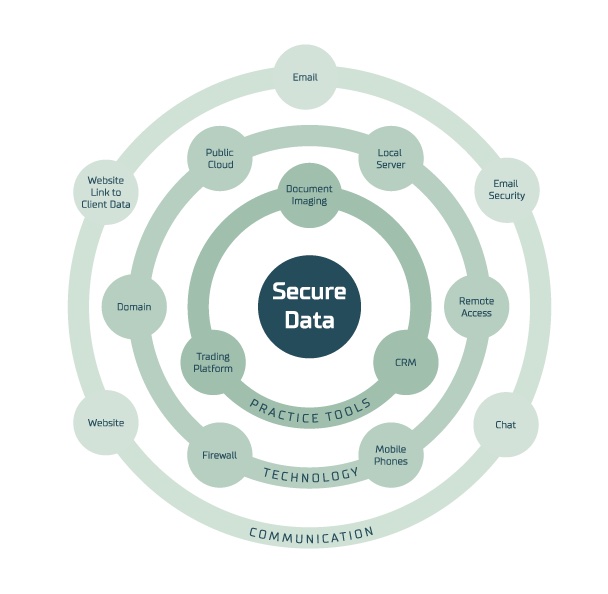 Email
Public
Cloud
Local
Server
Website
Link to
Client Data
Document
Imaging
Email
Security
Secure
Data
Domain
Remote
Access
Trading
Platform
CRM
PRACTICE TOOLS
Website
Chat
Firewall
Mobile
Phones
TECHNOLOGY
COMMUNICATION